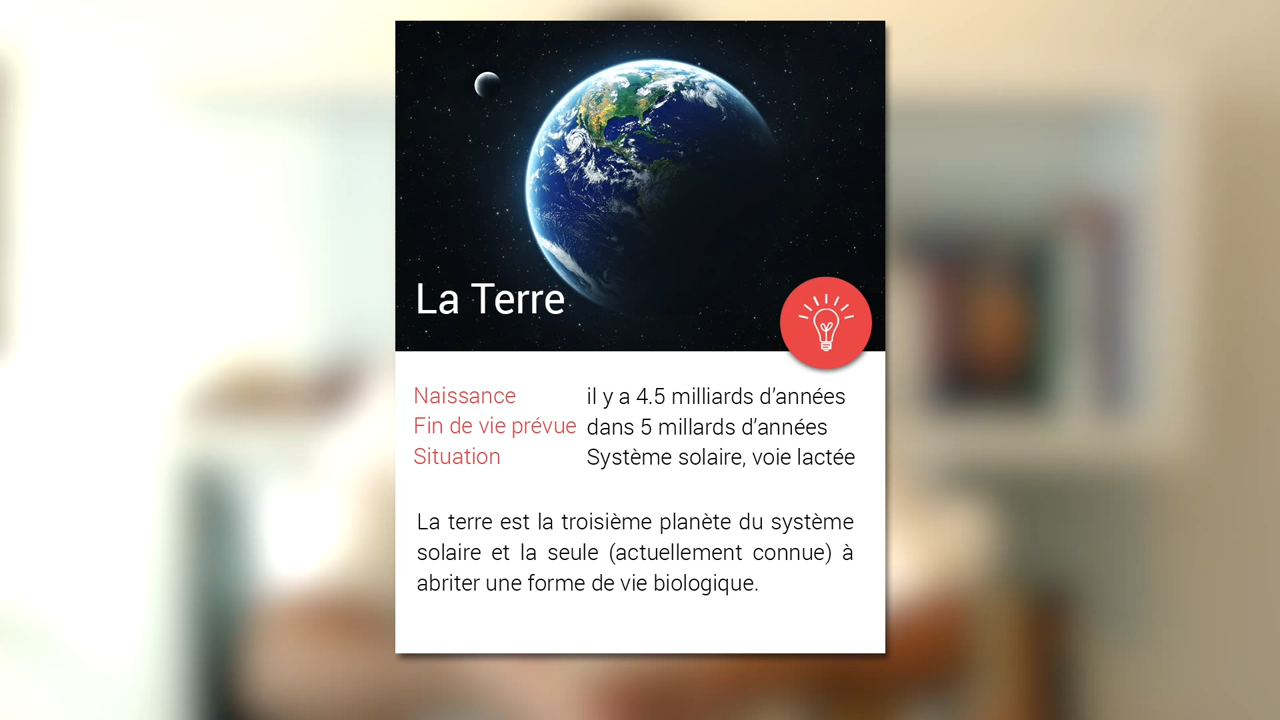 La Terre
Naissance il y a 4.5 milliards d'années
Fin de vie prévue dans 5 millards d'années
Situation Système solaire, voie lactée
La terre est la troisième planète du système
solaire et la seule (actuellement connue) à
abriter une forme de vie biologique.